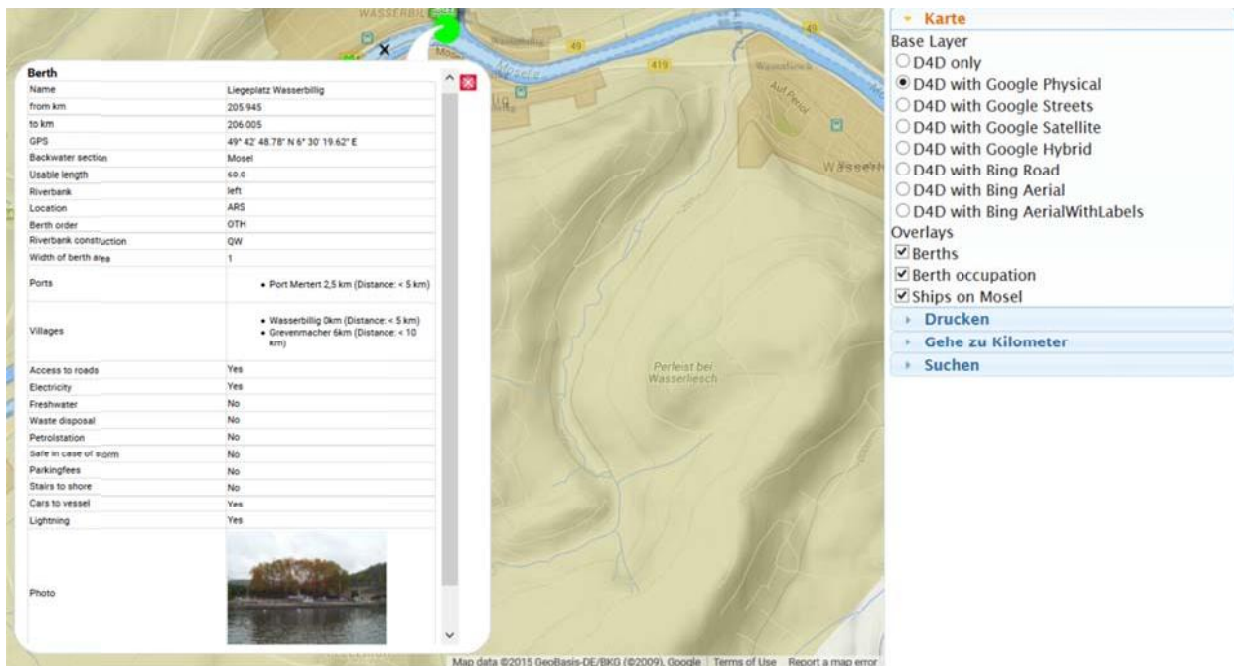 WASSERBILLIG
49
49
419
Mosel
Mosel
Auf Perlol
Perleist bei
Wasserliesch
Berth
Name Liegeplatz Wasserbillig
from km 205945
to km 206005
GPS 49° 42' 48.78" N 6° 30' 19.62" E
Backwater section Mosel
Usable length
Riverbank left
Location ARS
Berth order OTH
Riverbank construction QW
Width of berth area 1
Ports • Port Mertert 2,5 km (Distance: < 5 km)
Villages • Wasserbillig 0km (Distance: < 5 km)
• Grevenmacher 6km (Distance: < 10
km)
Access to roads Yes
Electricity Yes
Freshwater No
Waste disposal No
Petrolstation No
Safe in case of storm No
Parkingfees No
Stairs to shore No
Cars to vessel Yes
Lightning Yes
Photo
Map data ©2015 GeoBasis-DE/BKG (©2009), Google Terms of Use Report a map error
Karte
Base Layer
D4D only
D4D with Google Physical
D4D with Google Streets
D4D with Google Satellite
D4D with Google Hybrid
D4D with Bing Road
D4D with Bing Aerial
D4D with Bing AerialWithLabels
Overlays
Berths
Berth occupation
Ships on Mosel
Drucken
Gehe zu Kilometer
Suchen